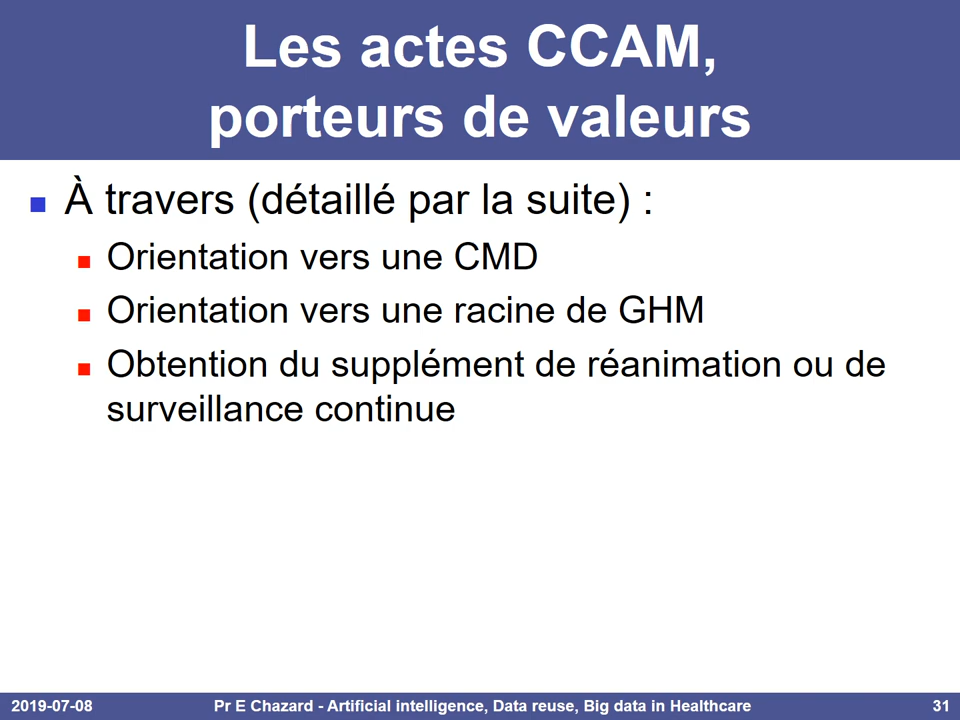 Les actes CCAM,
porteurs de valeurs
À travers (détaillé par la suite) :
Orientation vers une CMD
Orientation vers une racine de GHM
Obtention du supplément de réanimation ou de
surveillance continue
2019-07-08 Pr E Chazard - Artificial intelligence, Data reuse, Big data in Healthcare 31